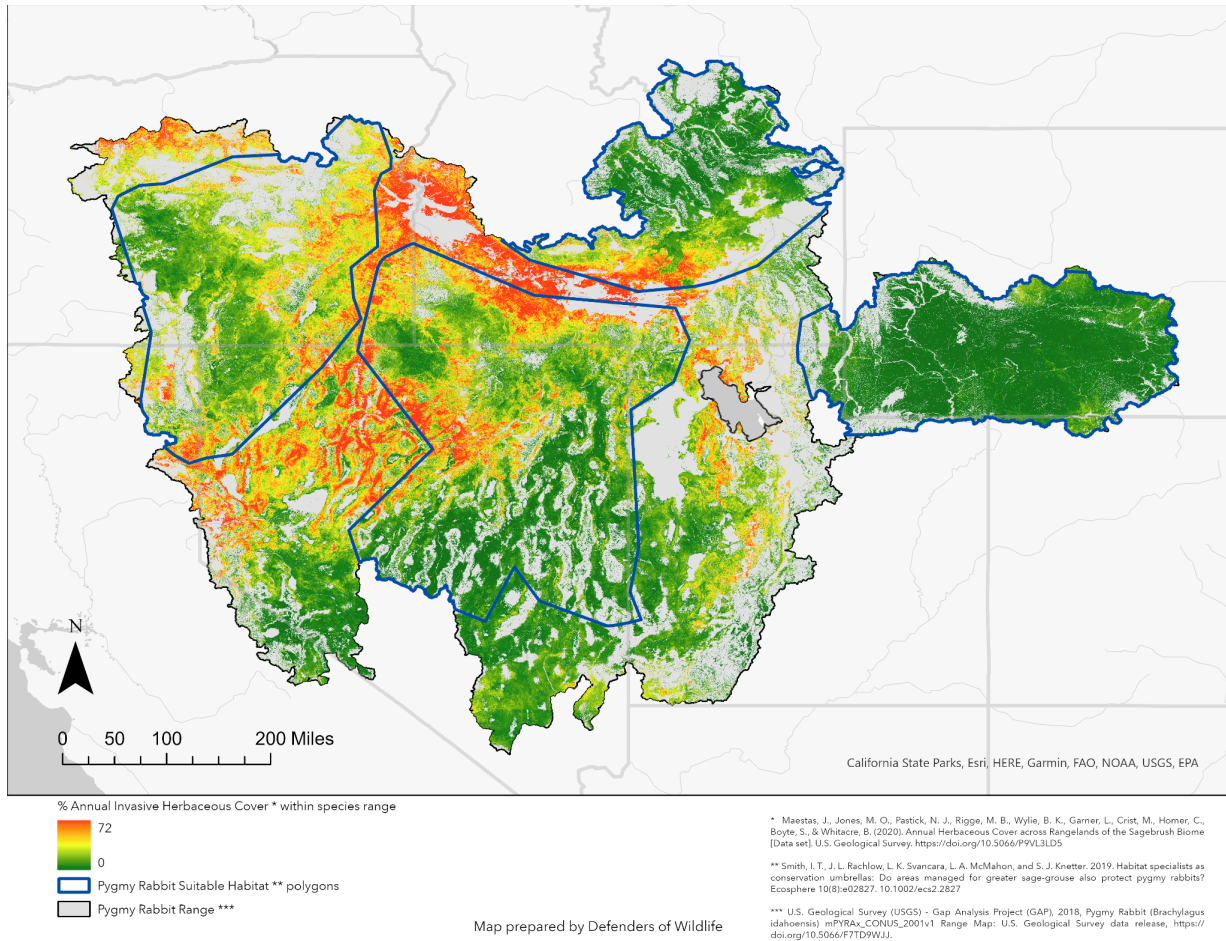 N
0 50 100 200 Miles
California State Parks, Esri, HERE, Garmin, FAO, NOAA, USGS, EPA
% Annual Invasive Herbaceous Cover * within species range
72
0
Pygmy Rabbit Suitable Habitat ** polygons
Pygmy Rabbit Range ***
Map prepared by Defenders of Wildlife
* Maestas, J., Jones, M. O., Pastick, N. J., Rigge, M. B., Wylie, B. K., Garner, L., Crist, M., Homer, C.,
Boyte, S., & Whitacre, B. (2020). Annual Herbaceous Cover across Rangelands of the Sagebrush Biome
[Data set]. U.S. Geological Survey. https://doi.org/10.5066/P9VL3LD5
** Smith, I. T., J. L. Rachlow, L. K. Svancara, L. A. McMahon, and S. J. Knetter. 2019. Habitat specialists as
conservation umbrellas: Do areas managed for greater sage-grouse also protect pygmy rabbits?
Ecosphere 10(8):e02827. 10.1002/ecs2.2827
*** U.S. Geological Survey (USGS) - Gap Analysis Project (GAP), 2018, Pygmy Rabbit (Brachylagus
idahoensis) mPYRAx_CONUS_2001v1 Range Map: U.S. Geological Survey data release, https://
doi.org/10.5066/F7TD9WJJ.